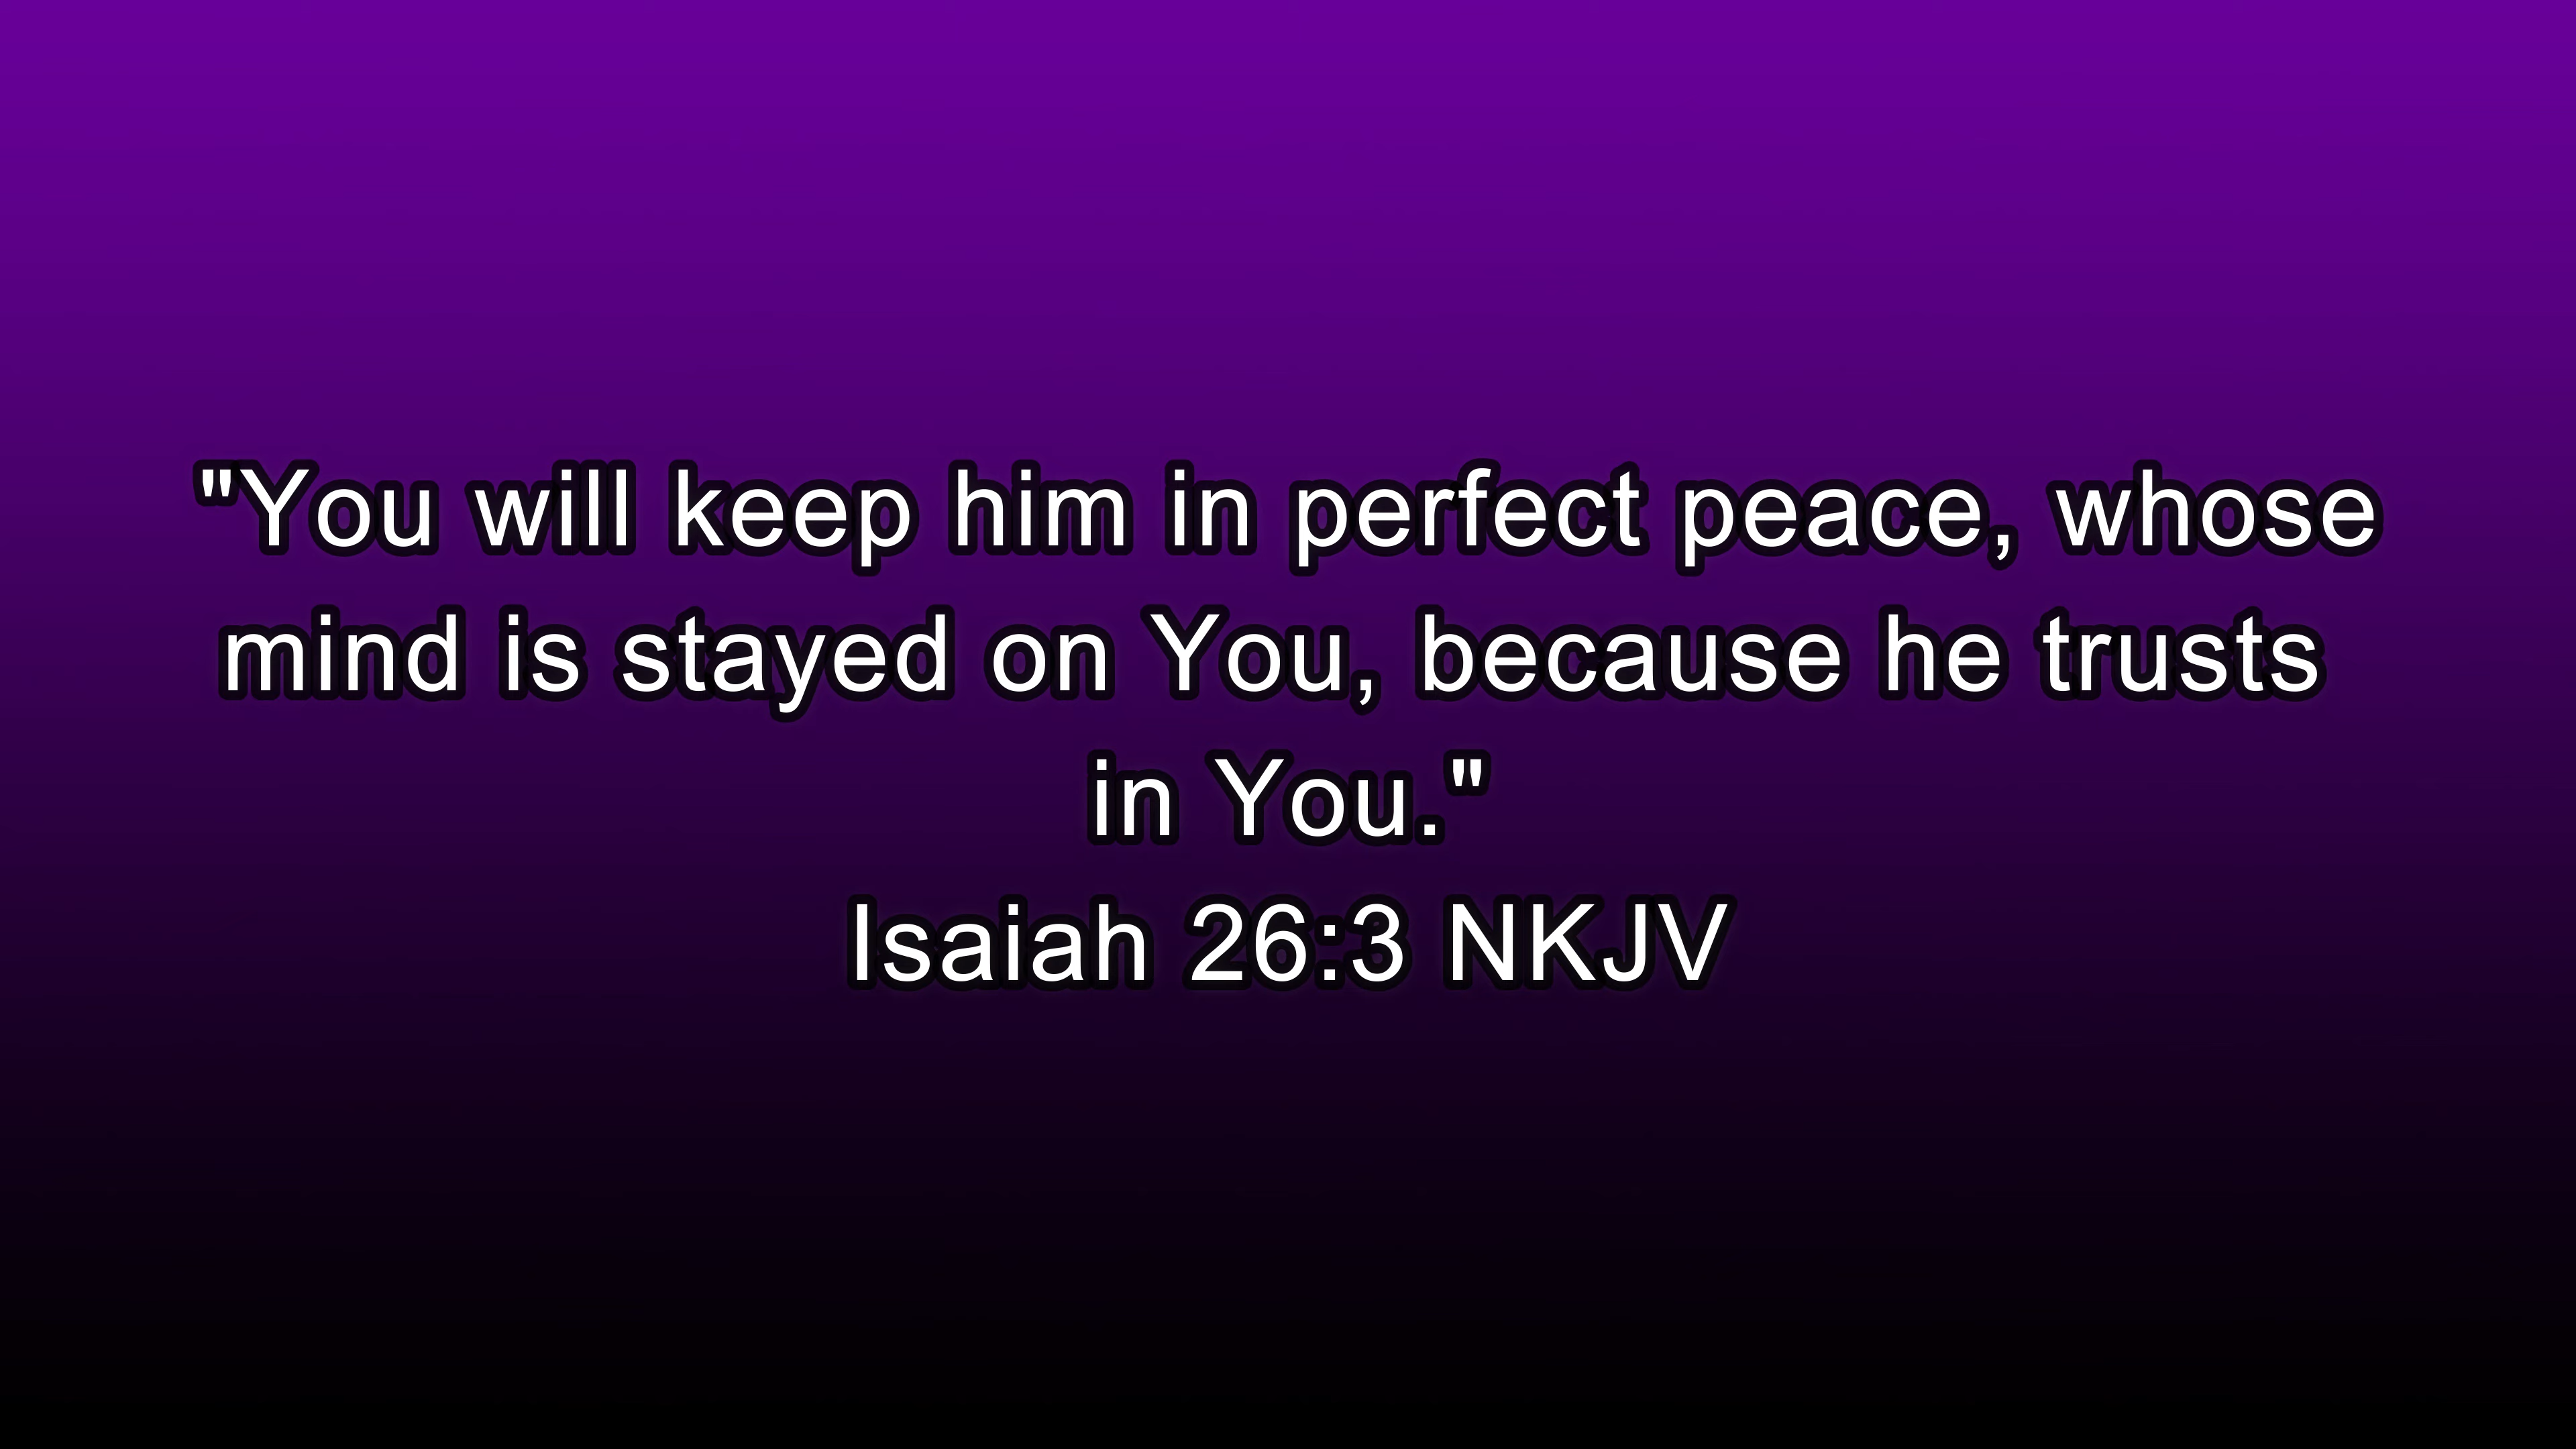 "You will keep him in perfect peace, whose
mind is stayed on You, because he trusts
in You."
Isaiah 26:3 NKJV